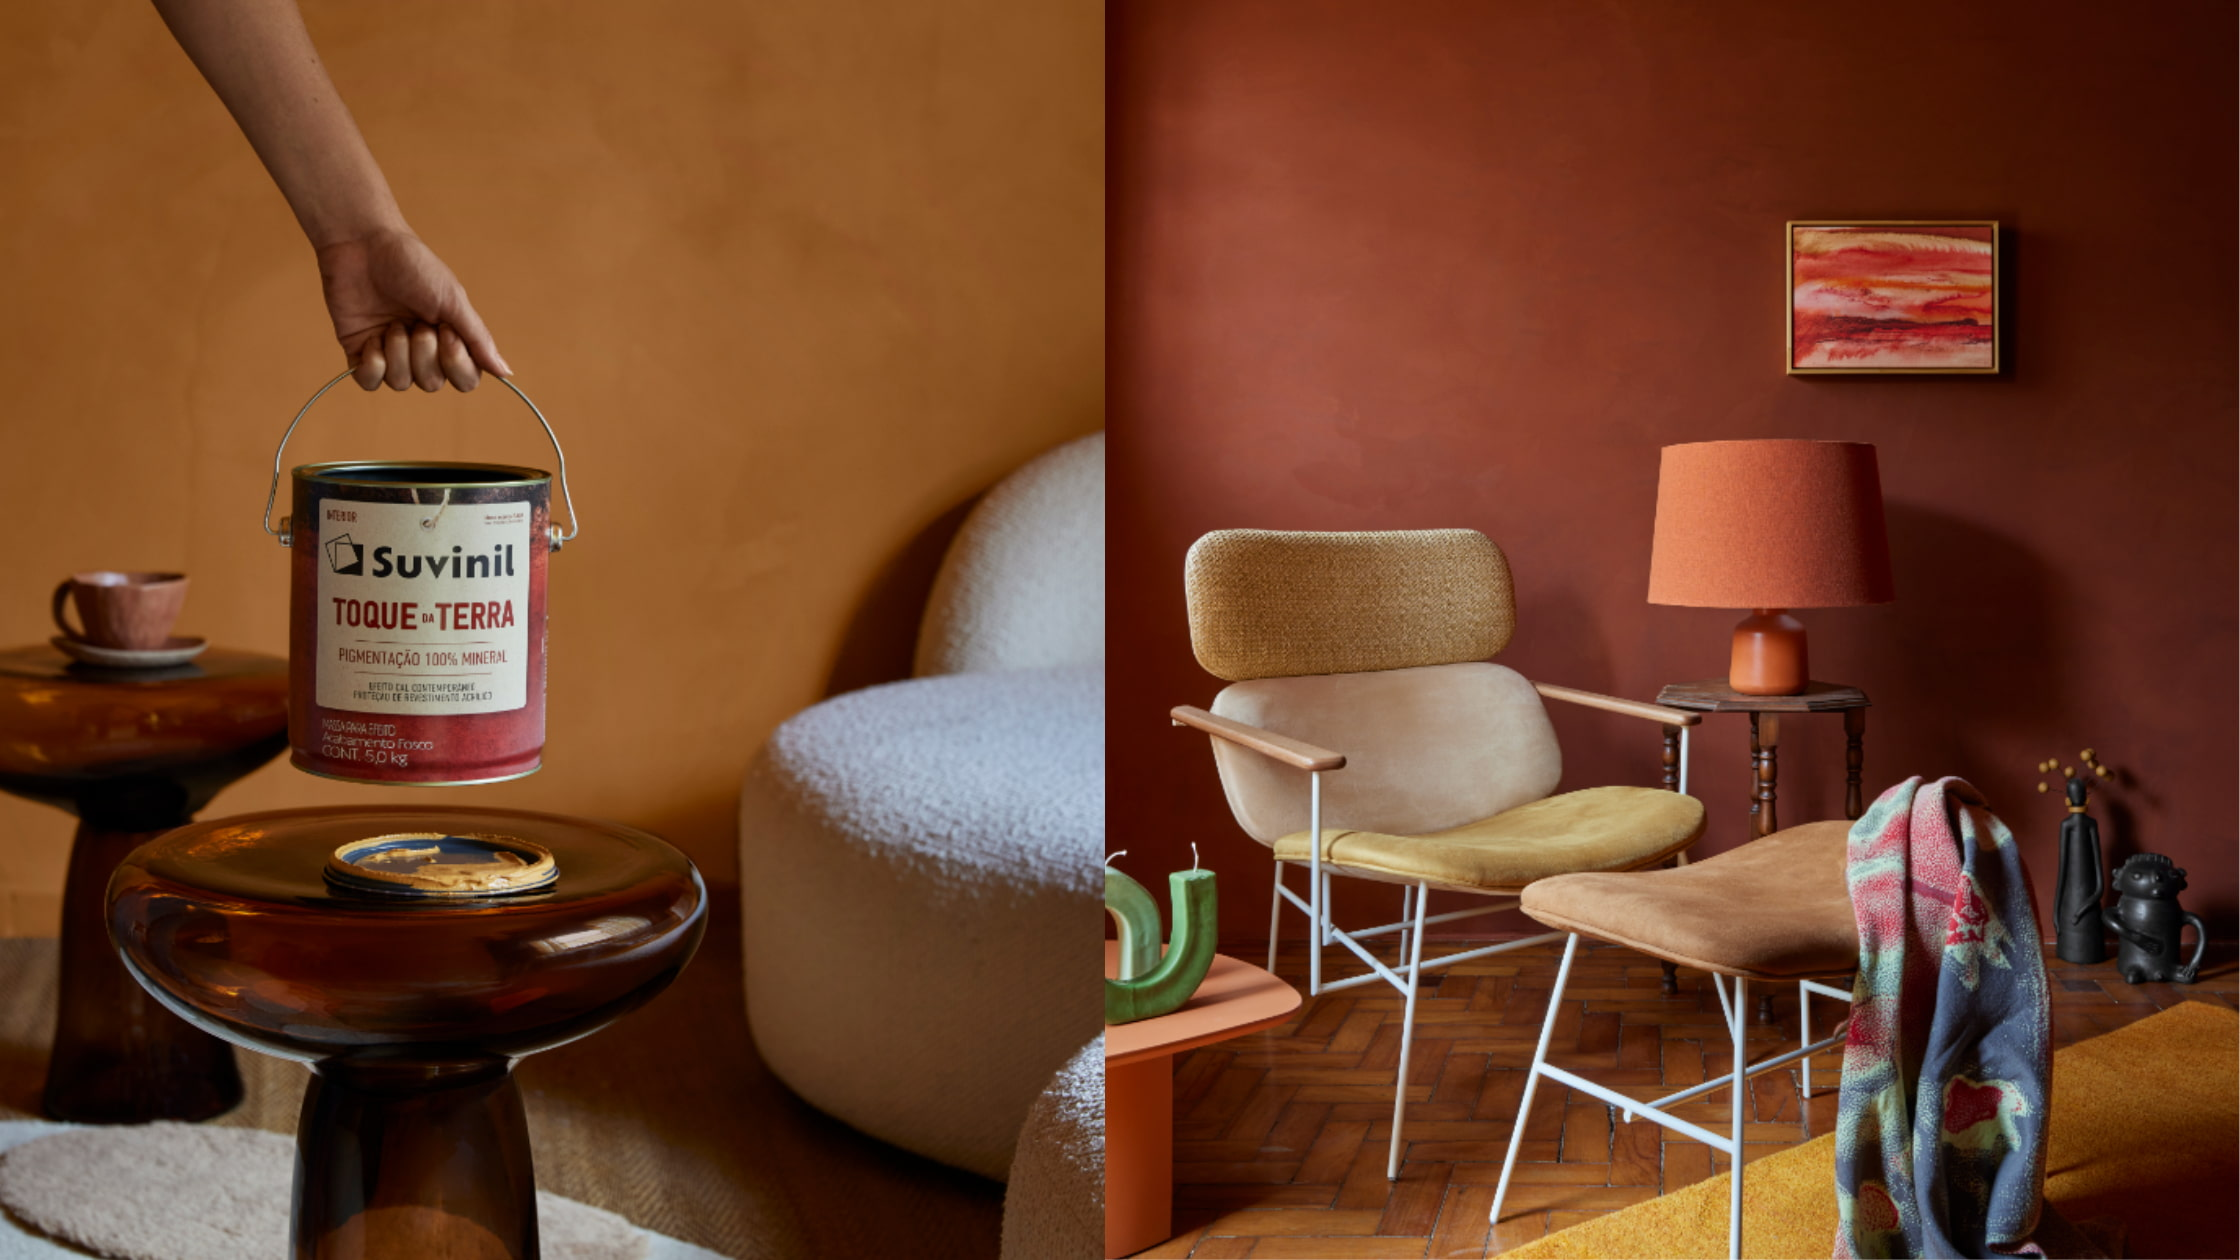 INTERIOR
Suvinil
TOQUE DA TERRA
PIGMENTAÇÃO 100% MINERAL
EFEITO CAL CONTEMPORÂNEO
PROTEÇÃO DE REVESTIMENTO ACRÍLICO
MASSA PARA EFEITO
Acabamento Fosco
CONT. 5,0 kg